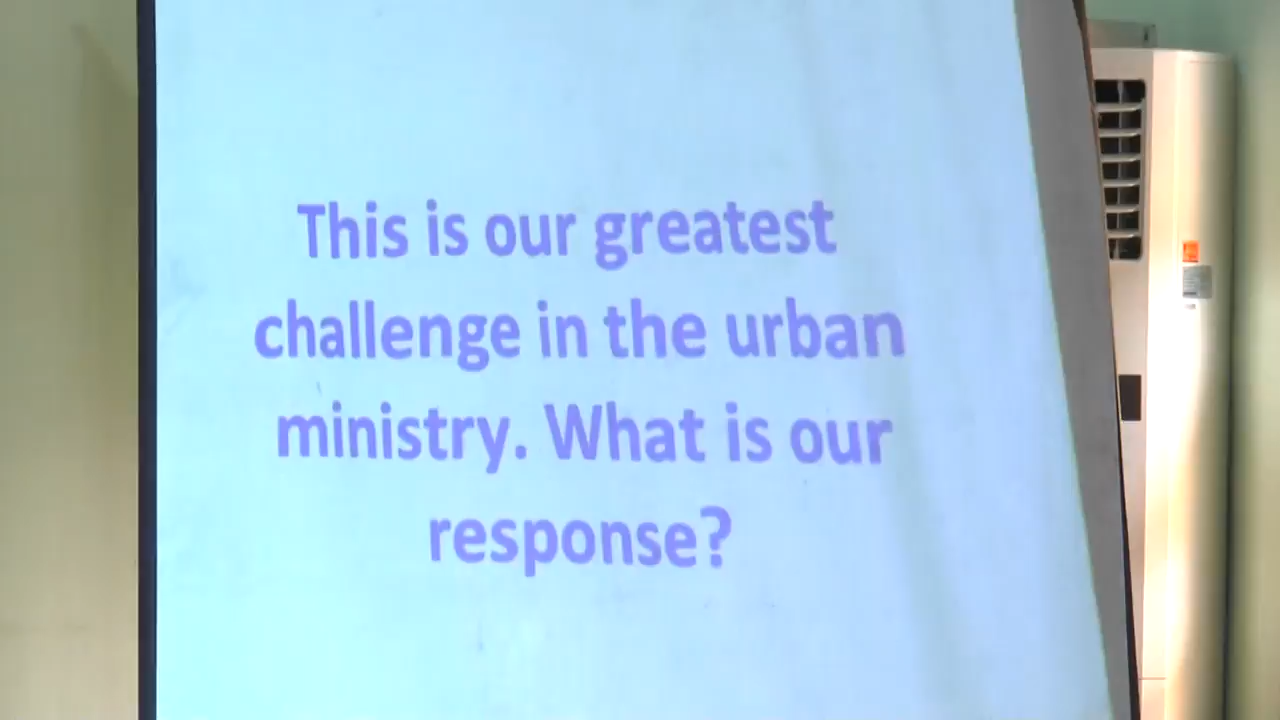 This is our greatest
challenge in the urban
ministry. What is our
response?